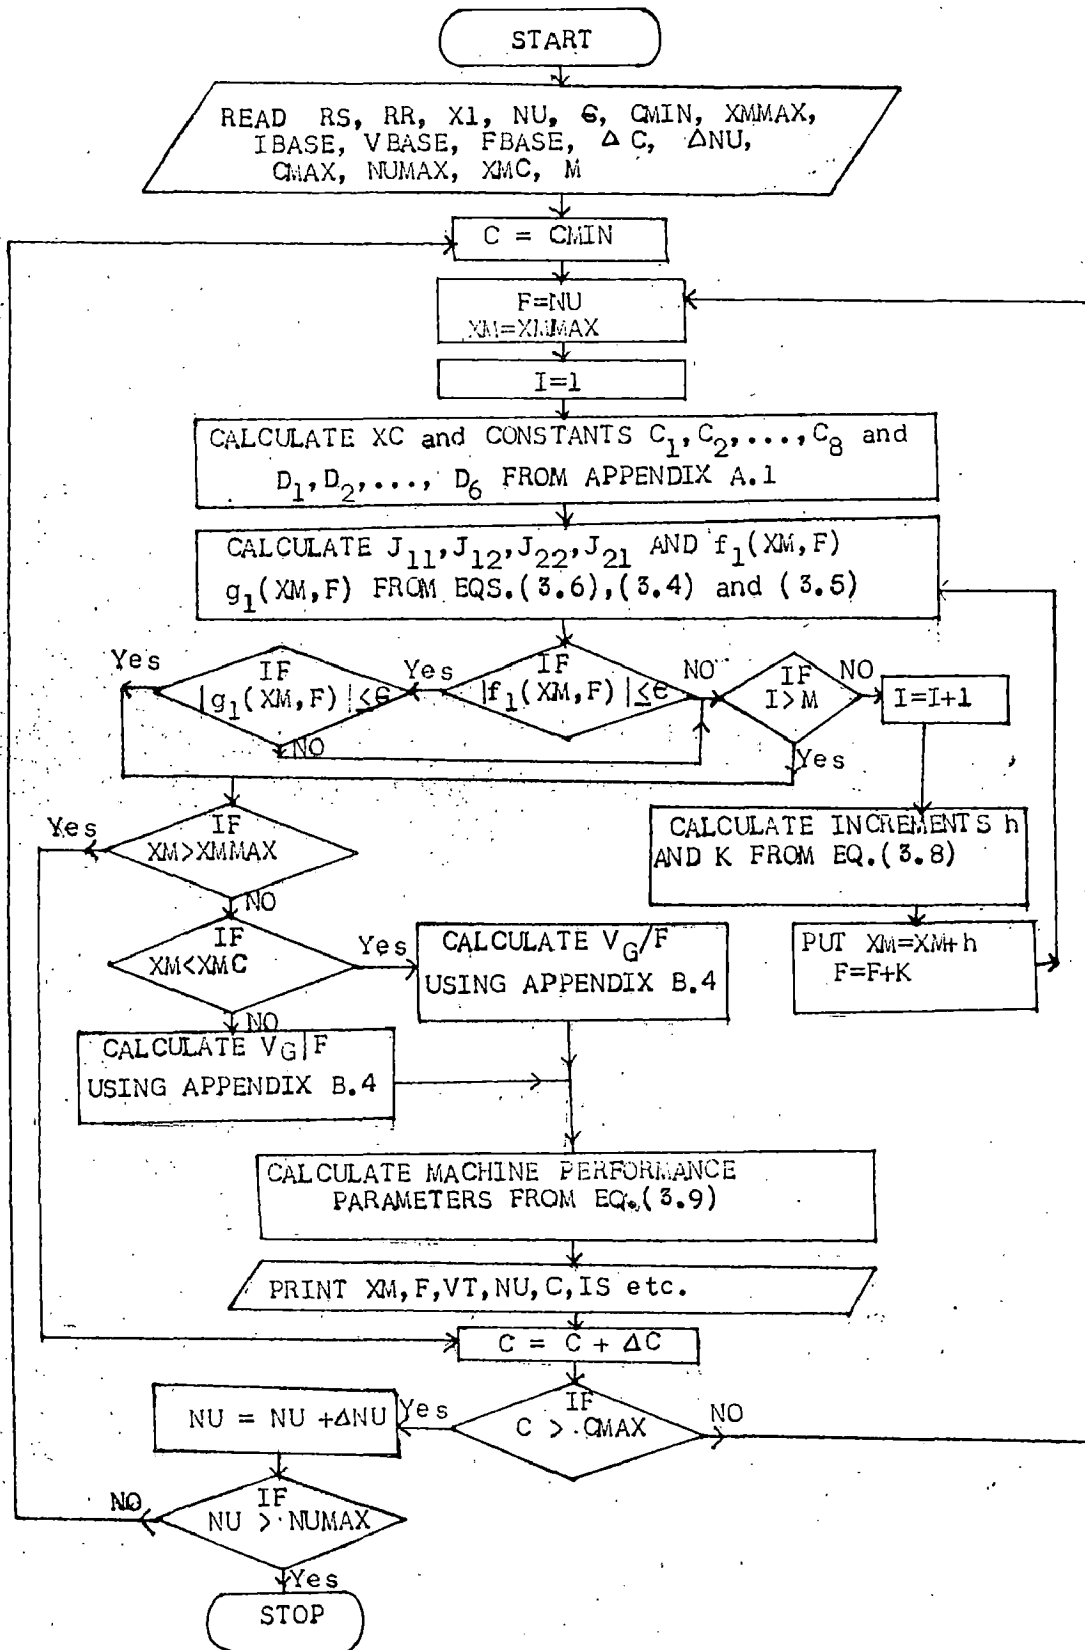 START
READ RS, RR, X1, NU, Є, CMIN, XMMAX,
IBASE, VBASE, FBASE, ΔC, ΔNU,
CMAX, NUMAX, XMC, M
C = CMIN
F=NU
XM=XMMAX
I=1
CALCULATE XC and CONSTANTS C₁,C₂,...,C₈ and
D₁,D₂,..., D₆ FROM APPENDIX A.1
CALCULATE J₁₁,J₁₂,J₂₂,J₂₁ AND f₁(XM,F)
g₁(XM,F) FROM EQS.(3.6),(3.4) and (3.5)
Yes
IF
|g₁(XM,F)|≤Є
NO
Yes
IF
|f₁(XM,F)|≤Є
NO
IF
I>M
NO
Yes
I=I+1
CALCULATE INCREMENTS h
AND K FROM EQ.(3.8)
PUT XM=XM+h
F=F+K
Yes
IF
XM>XMMAX
NO
IF
XM<XMC
Yes
NO
CALCULATE V_G/F
USING APPENDIX B.4
CALCULATE V_G|F
USING APPENDIX B.4
CALCULATE MACHINE PERFORMANCE
PARAMETERS FROM EQ.(3.9)
PRINT XM,F,VT,NU,C,IS etc.
C = C + ΔC
IF
C > CMAX
Yes
NO
NU = NU +ΔNU
IF
NU > NUMAX
NO
Yes
STOP